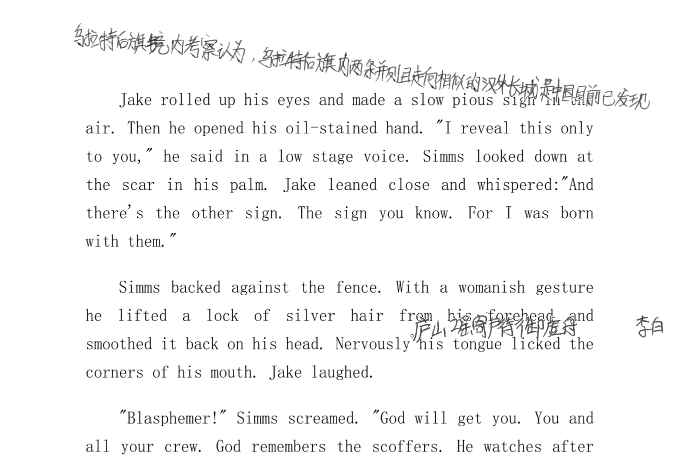 乌拉特后旗境内考察认为，乌拉特后旗内两条并列且走向相似的汉外长城是中国目前已发现
Jake rolled up his eyes and made a slow pious sign in the
air. Then he opened his oil-stained hand. "I reveal this only
to you," he said in a low stage voice. Simms looked down at
the scar in his palm. Jake leaned close and whispered:"And
there's the other sign. The sign you know. For I was born
with them."
Simms backed against the fence. With a womanish gesture
he lifted a lock of silver hair from his forehead and
庐山谣寄卢侍御虚舟 李白
smoothed it back on his head. Nervously his tongue licked the
corners of his mouth. Jake laughed.
"Blasphemer!" Simms screamed. "God will get you. You and
all your crew. God remembers the scoffers. He watches after